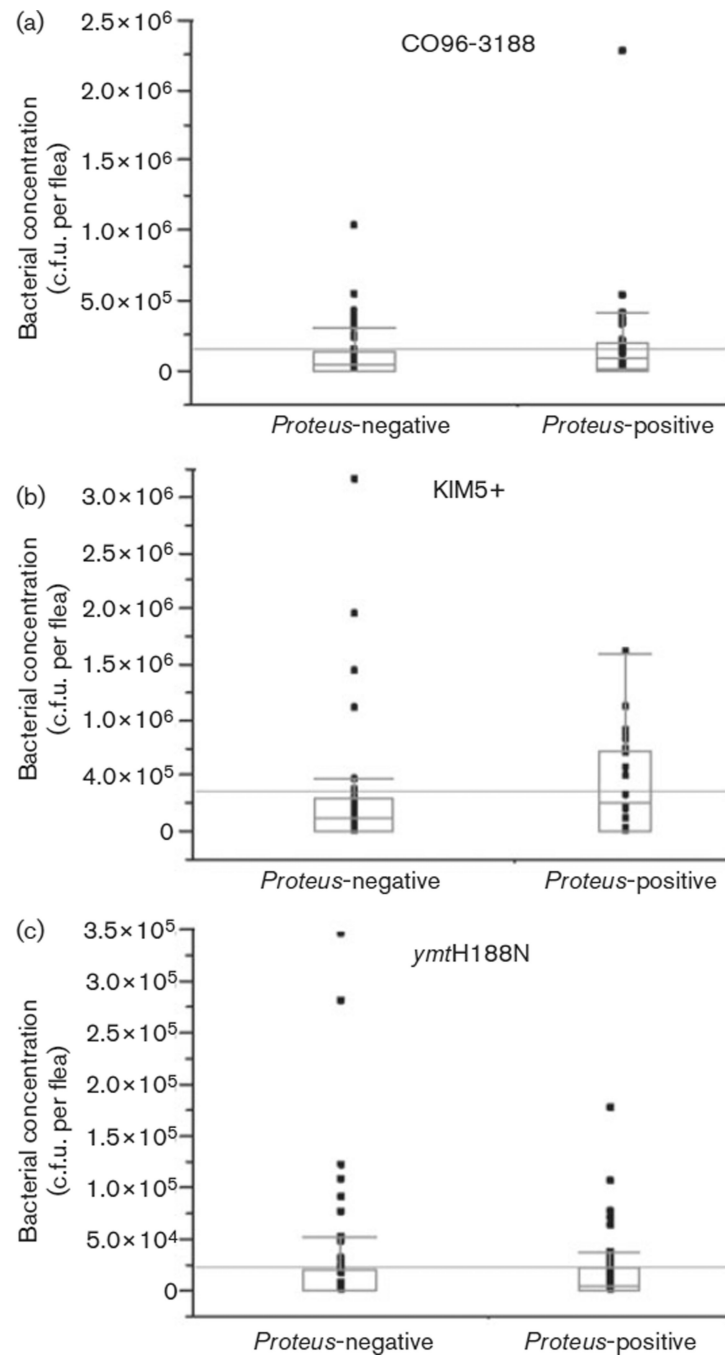 (a)
CO96-3188
Bacterial concentration
(c.f.u. per flea)
2.5×10⁶
2.0×10⁶
1.5×10⁶
1.0×10⁶
5.0×10⁵
0
Proteus-negative Proteus-positive
(b)
KIM5+
Bacterial concentration
(c.f.u. per flea)
3.0×10⁶
2.5×10⁶
2.0×10⁶
1.5×10⁶
1.0×10⁶
4.0×10⁵
0
Proteus-negative Proteus-positive
(c)
ymtH188N
Bacterial concentration
(c.f.u. per flea)
3.5×10⁵
3.0×10⁵
2.5×10⁵
2.0×10⁵
1.5×10⁵
1.0×10⁵
5.0×10⁴
0
Proteus-negative Proteus-positive